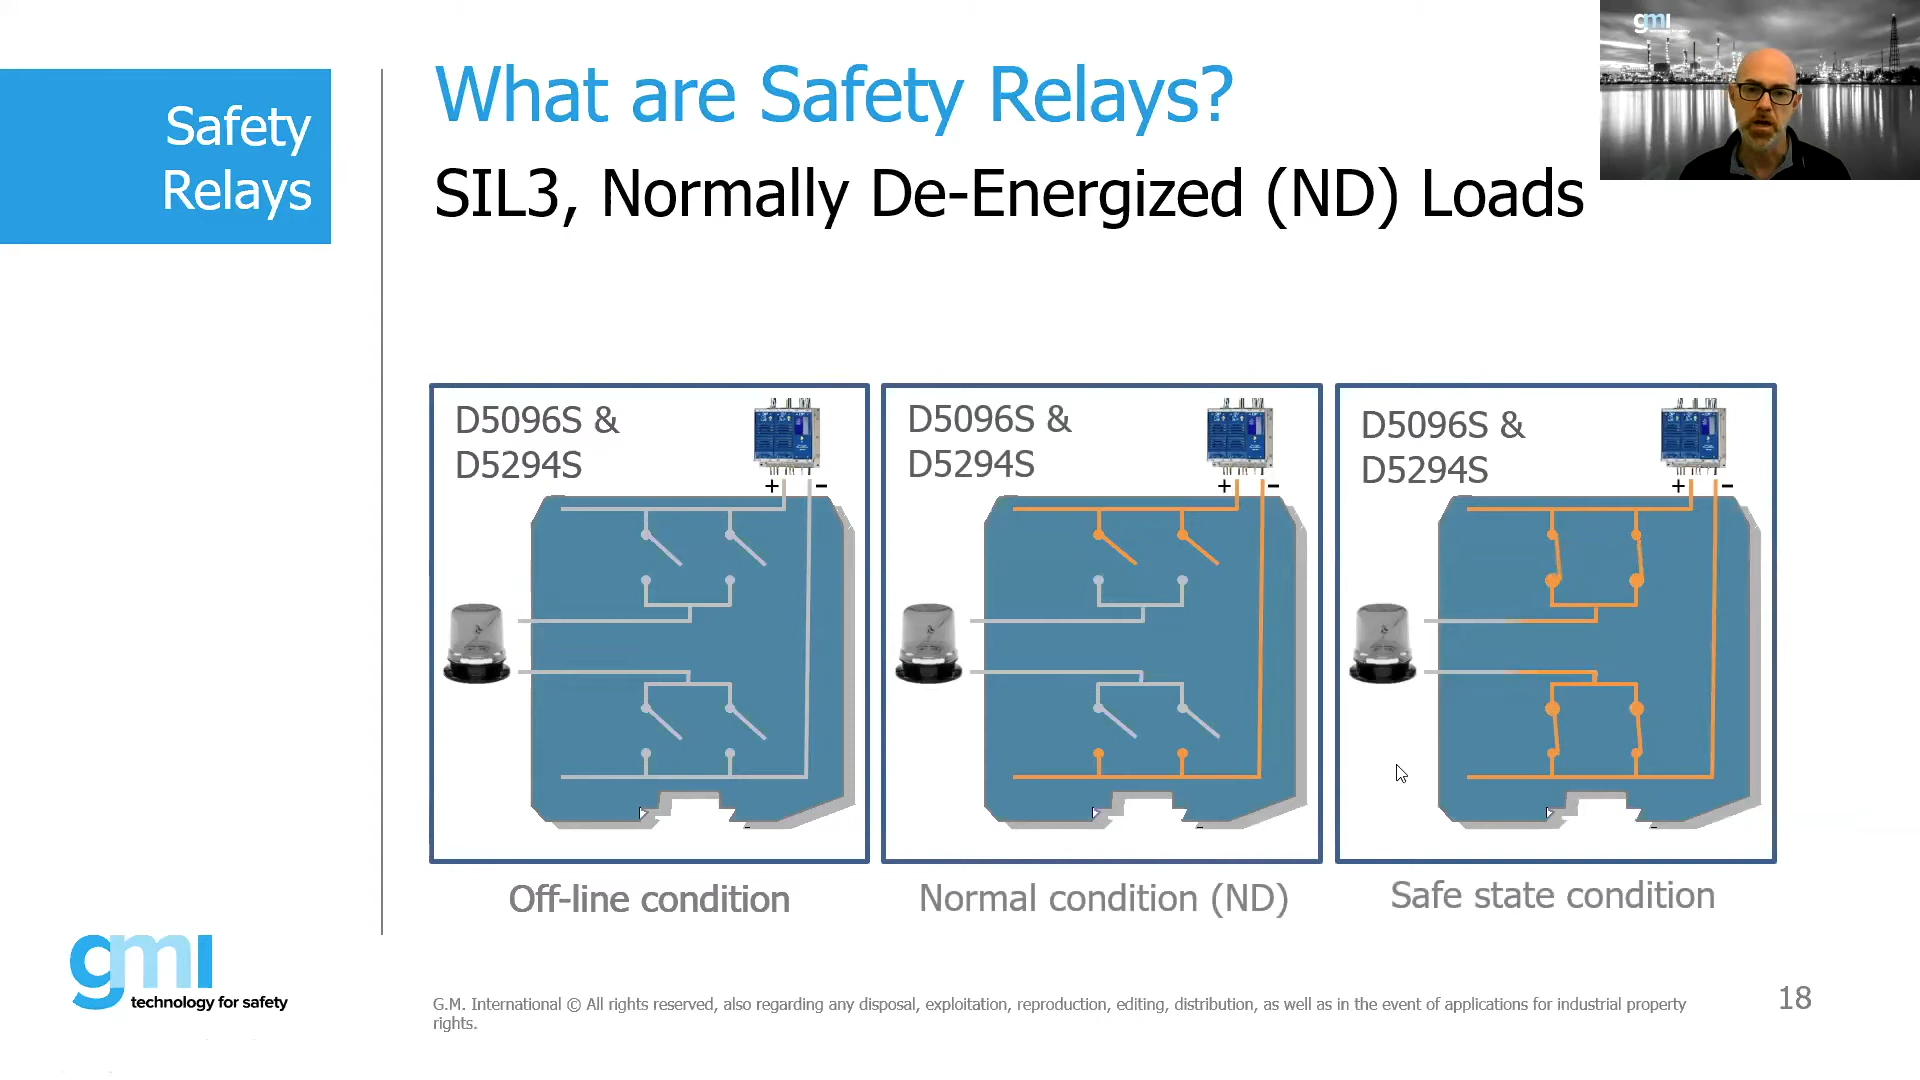 Safety
Relays
What are Safety Relays?
SIL3, Normally De-Energized (ND) Loads
gmi
D5096S &
D5294S
+ -
D5096S &
D5294S
+ -
D5096S &
D5294S
+ -
Off-line condition
Normal condition (ND)
Safe state condition
gmi
technology for safety
G.M. International © All rights reserved, also regarding any disposal, exploitation, reproduction, editing, distribution, as well as in the event of applications for industrial property
rights.
18